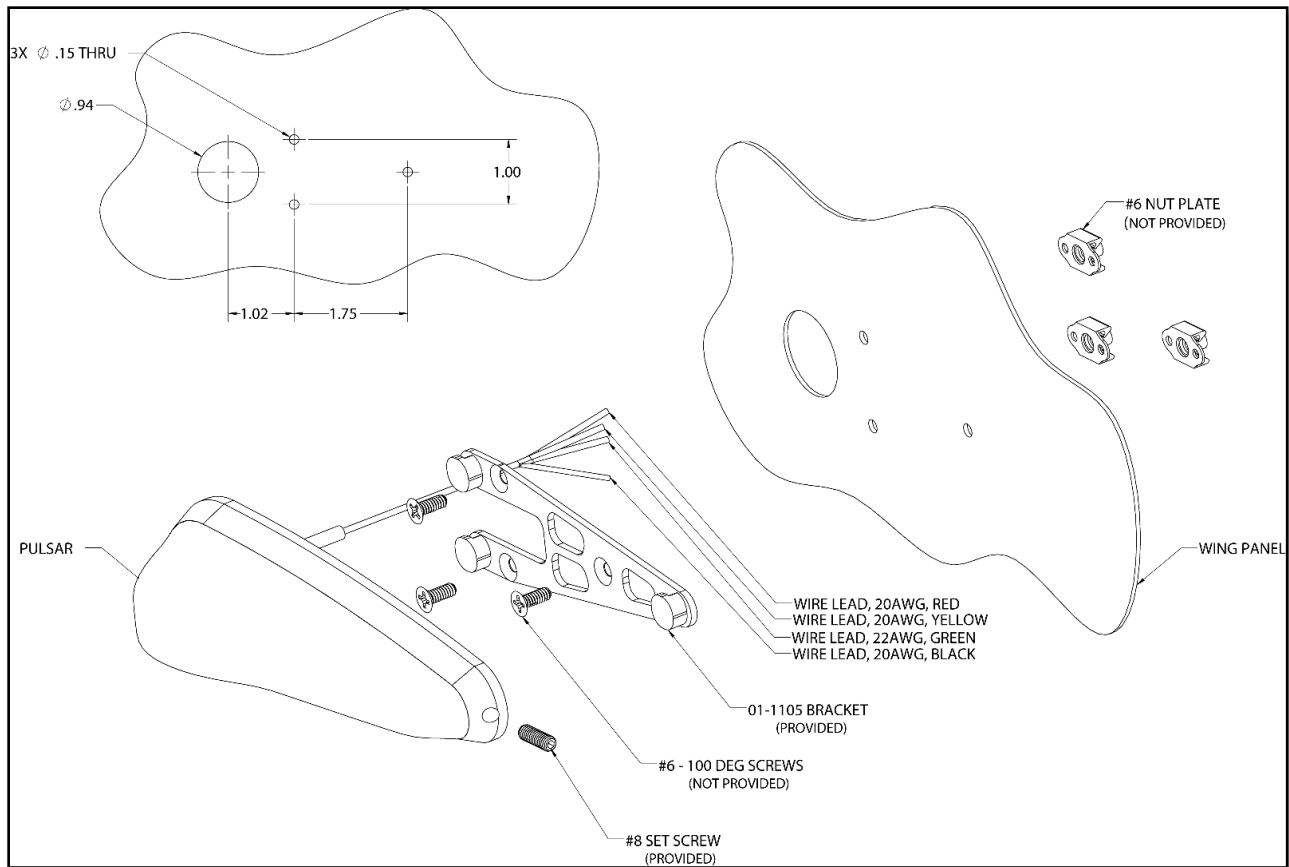 3X ∅ .15 THRU
∅ .94
1.00
1.02
1.75
#6 NUT PLATE
(NOT PROVIDED)
PULSAR
WING PANEL
WIRE LEAD, 20AWG, RED
WIRE LEAD, 20AWG, YELLOW
WIRE LEAD, 22AWG, GREEN
WIRE LEAD, 20AWG, BLACK
01-1105 BRACKET
(PROVIDED)
#6 - 100 DEG SCREWS
(NOT PROVIDED)
#8 SET SCREW
(PROVIDED)